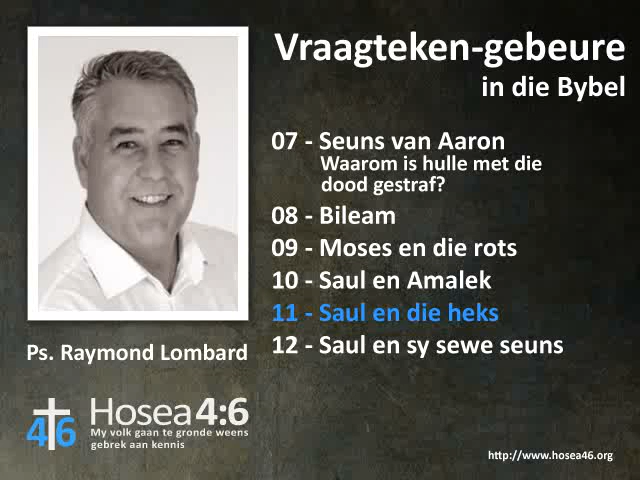 Vraagteken-gebeure
in die Bybel
07 - Seuns van Aaron
Waarom is hulle met die
dood gestraf?
08 - Bileam
09 - Moses en die rots
10 - Saul en Amalek
11 - Saul en die heks
12 - Saul en sy sewe seuns
Ps. Raymond Lombard
46
Hosea 4:6
My volk gaan te gronde weens
gebrek aan kennis
http://www.hosea46.org